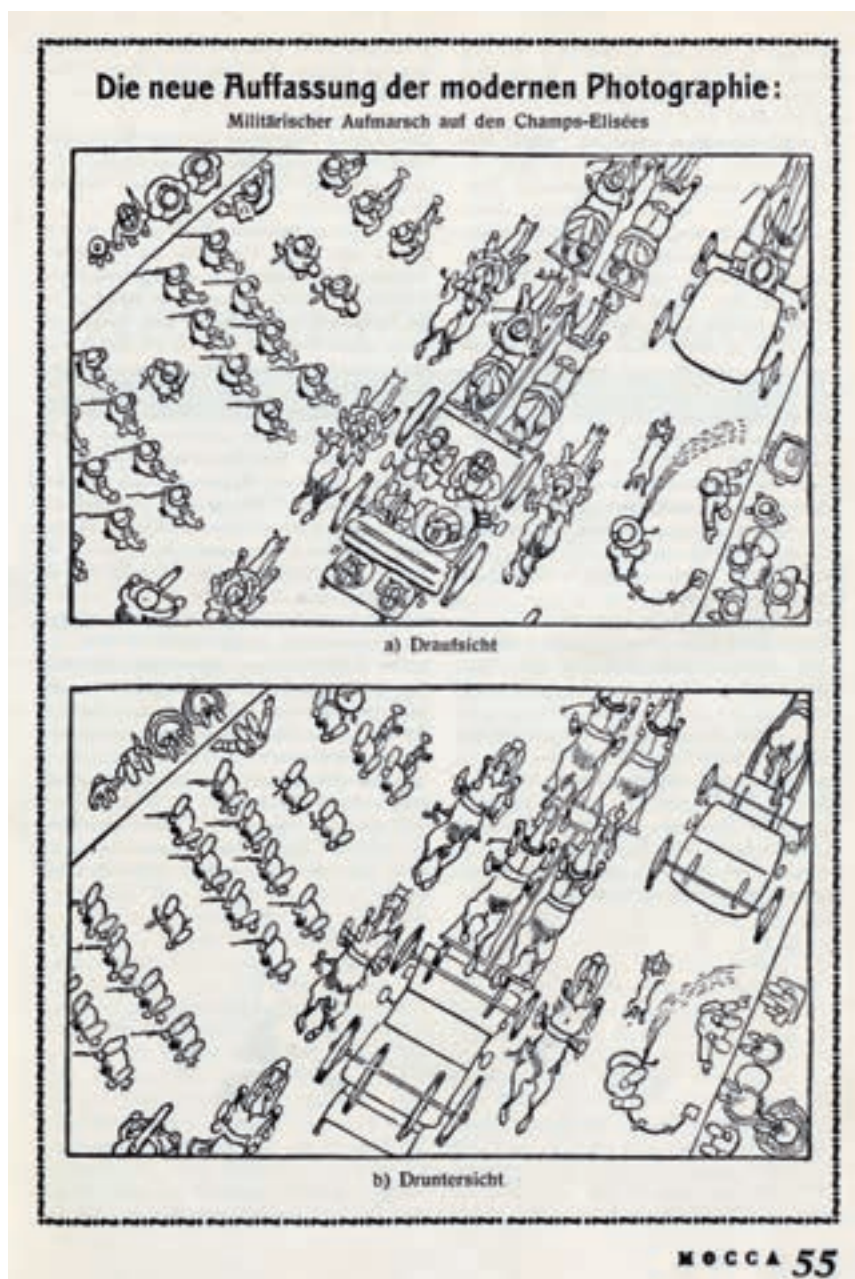 Die neue Auffassung der modernen Photographie:
Militärischer Aufmarsch auf den Champs-Elisées
a) Draufsicht
b) Druntersicht
MOCCA 55